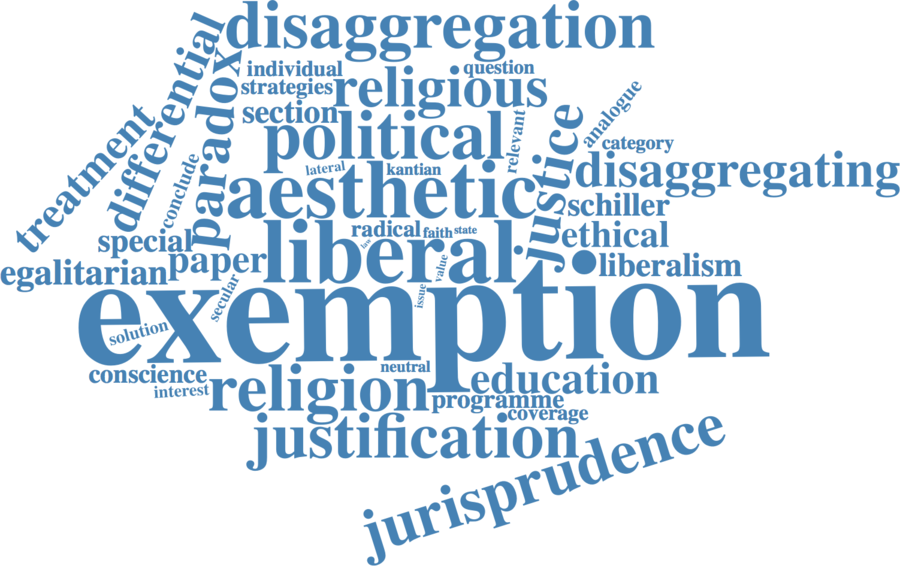 disaggregation
individual
question
strategies
religious
section
differential
paradox
treatment
political
relevant
analogue
justice
category
conclude
lateral
kantian
disaggregating
aesthetic
schiller
special
radical
faith
state
law
ethical
egalitarian
paper
liberal
value
liberalism
secular
issue
exemption
solution
conscience
neutral
interest
religion
education
programme
coverage
justification
jurisprudence